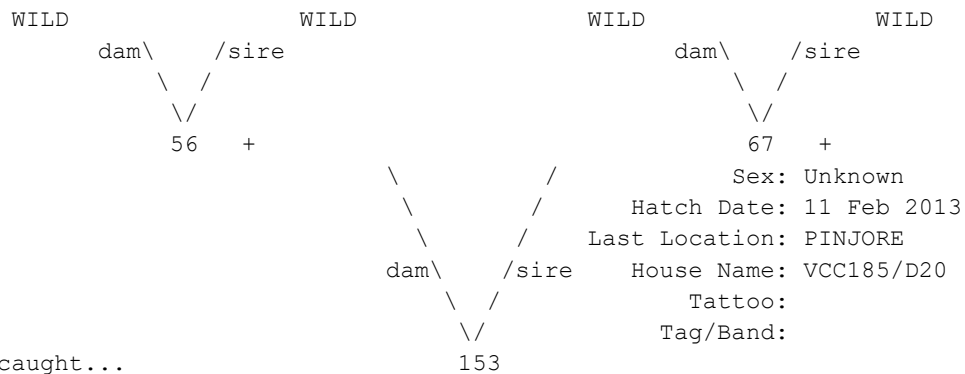 WILD WILD WILD WILD
dam\ /sire dam\ /sire
\ / \ /
\/ \/
56 + 67 +
\ / Sex: Unknown
\ / Hatch Date: 11 Feb 2013
\ / Last Location: PINJORE
dam\ /sire House Name: VCC185/D20
\ / Tattoo:
\/ Tag/Band:
caught... 153